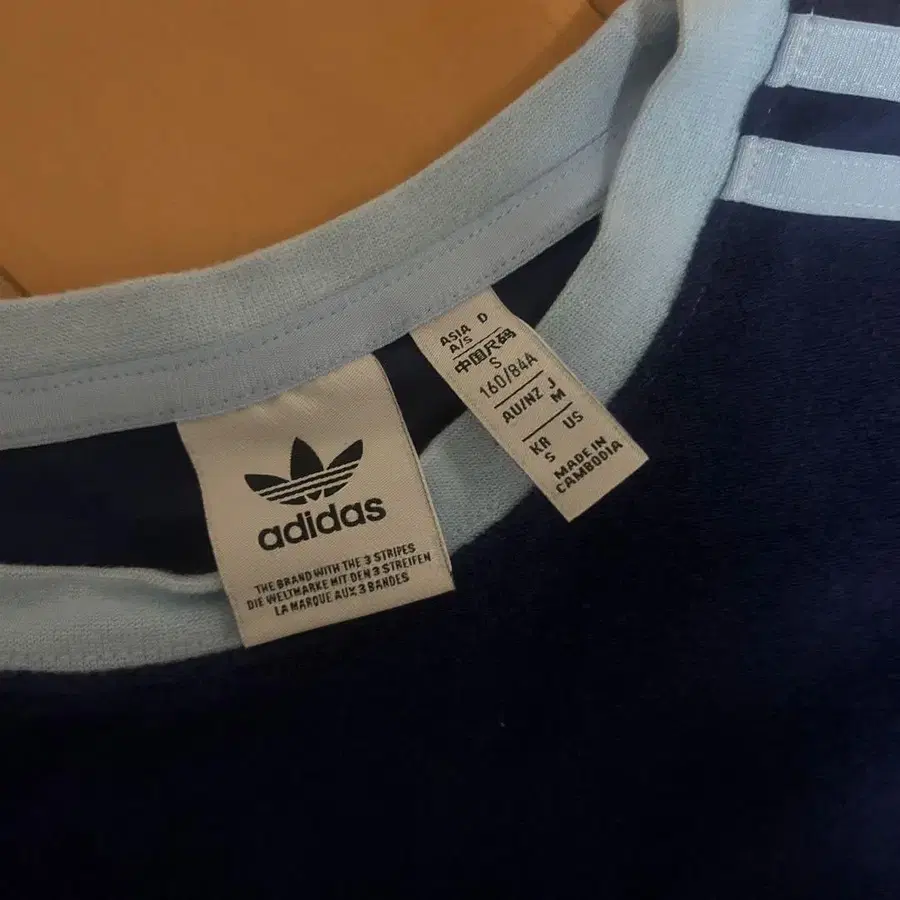 adidas
THE BRAND WITH THE 3 STRIPES
DIE WELTMARKE MIT DEN 3 STREIFEN
LA MARQUE AUX 3 BANDES
ASIA D
A/S
中国尺码
S
160/84A
AU/NZ J
M
KR US
S
MADE IN
CAMBODIA